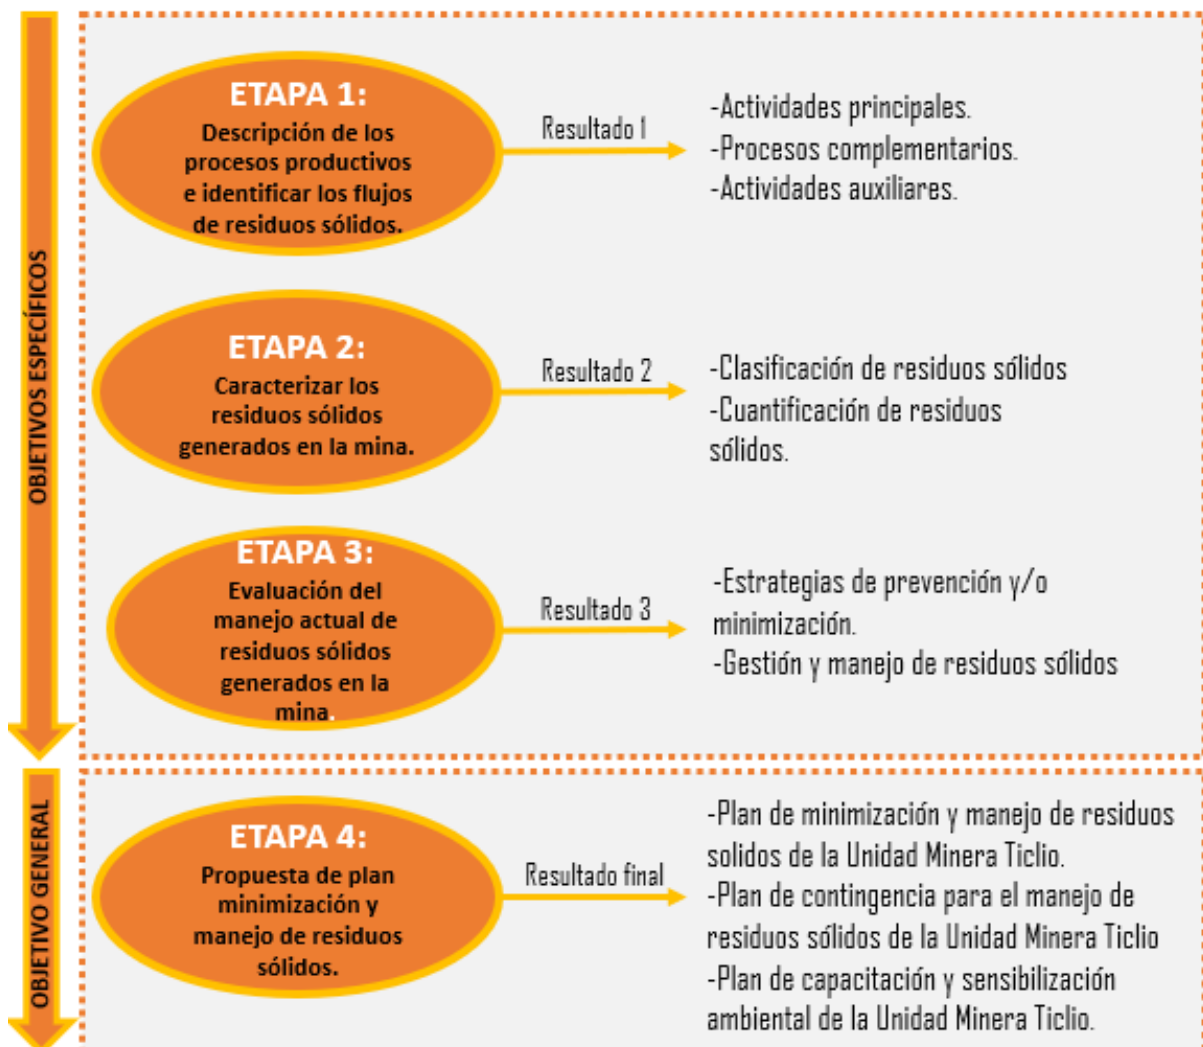 OBJETIVOS ESPECÍFICOS
ETAPA 1:
Descripción de los
procesos productivos
e identificar los flujos
de residuos sólidos.
Resultado 1
-Actividades principales.
-Procesos complementarios.
-Actividades auxiliares.
ETAPA 2:
Caracterizar los
residuos sólidos
generados en la mina.
Resultado 2
-Clasificación de residuos sólidos
-Cuantificación de residuos
sólidos.
ETAPA 3:
Evaluación del
manejo actual de
residuos sólidos
generados en la
mina.
Resultado 3
-Estrategias de prevención y/o
minimización.
-Gestión y manejo de residuos sólidos
OBJETIVO GENERAL
ETAPA 4:
Propuesta de plan
minimización y
manejo de residuos
sólidos.
Resultado final
-Plan de minimización y manejo de residuos
solidos de la Unidad Minera Ticlio.
-Plan de contingencia para el manejo de
residuos sólidos de la Unidad Minera Ticlio
-Plan de capacitación y sensibilización
ambiental de la Unidad Minera Ticlio.